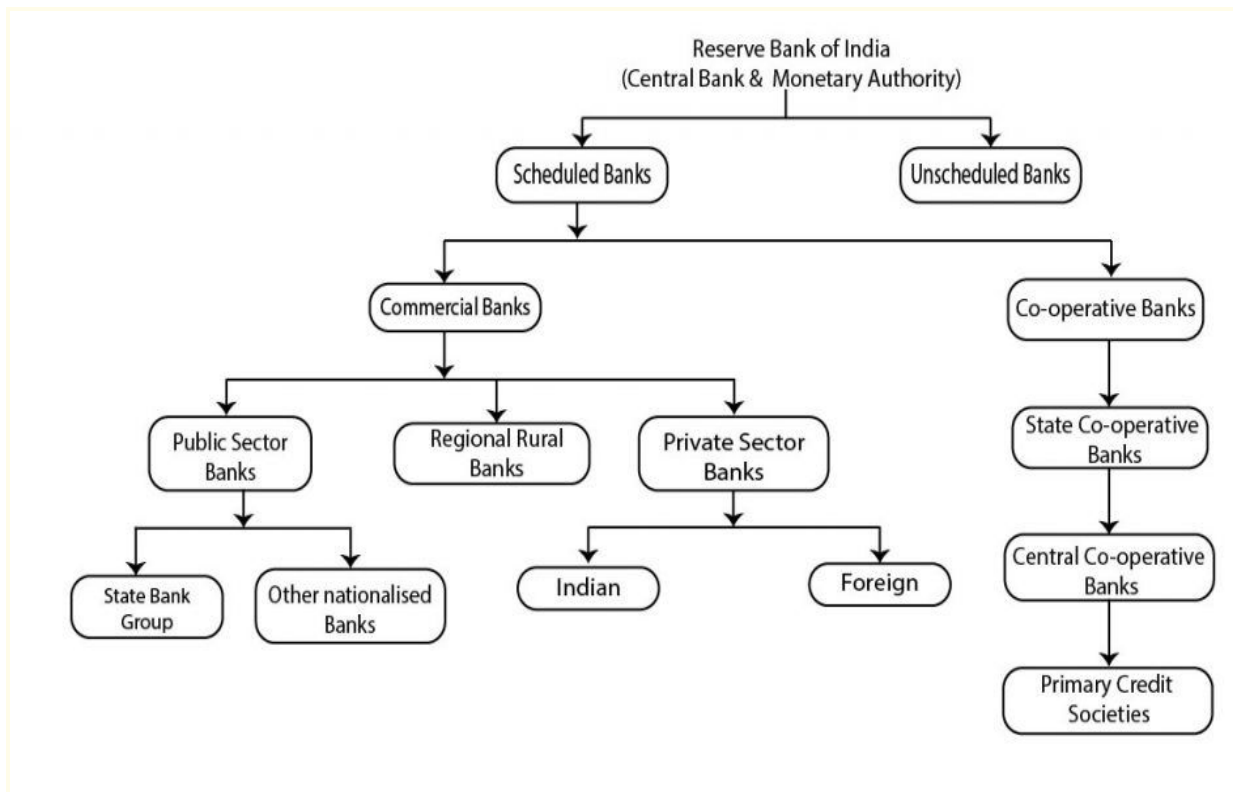 Reserve Bank of India
(Central Bank & Monetary Authority)
Scheduled Banks
Unscheduled Banks
Commercial Banks
Co-operative Banks
Public Sector
Banks
Regional Rural
Banks
Private Sector
Banks
State Co-operative
Banks
State Bank
Group
Other nationalised
Banks
Indian
Foreign
Central Co-operative
Banks
Primary Credit
Societies